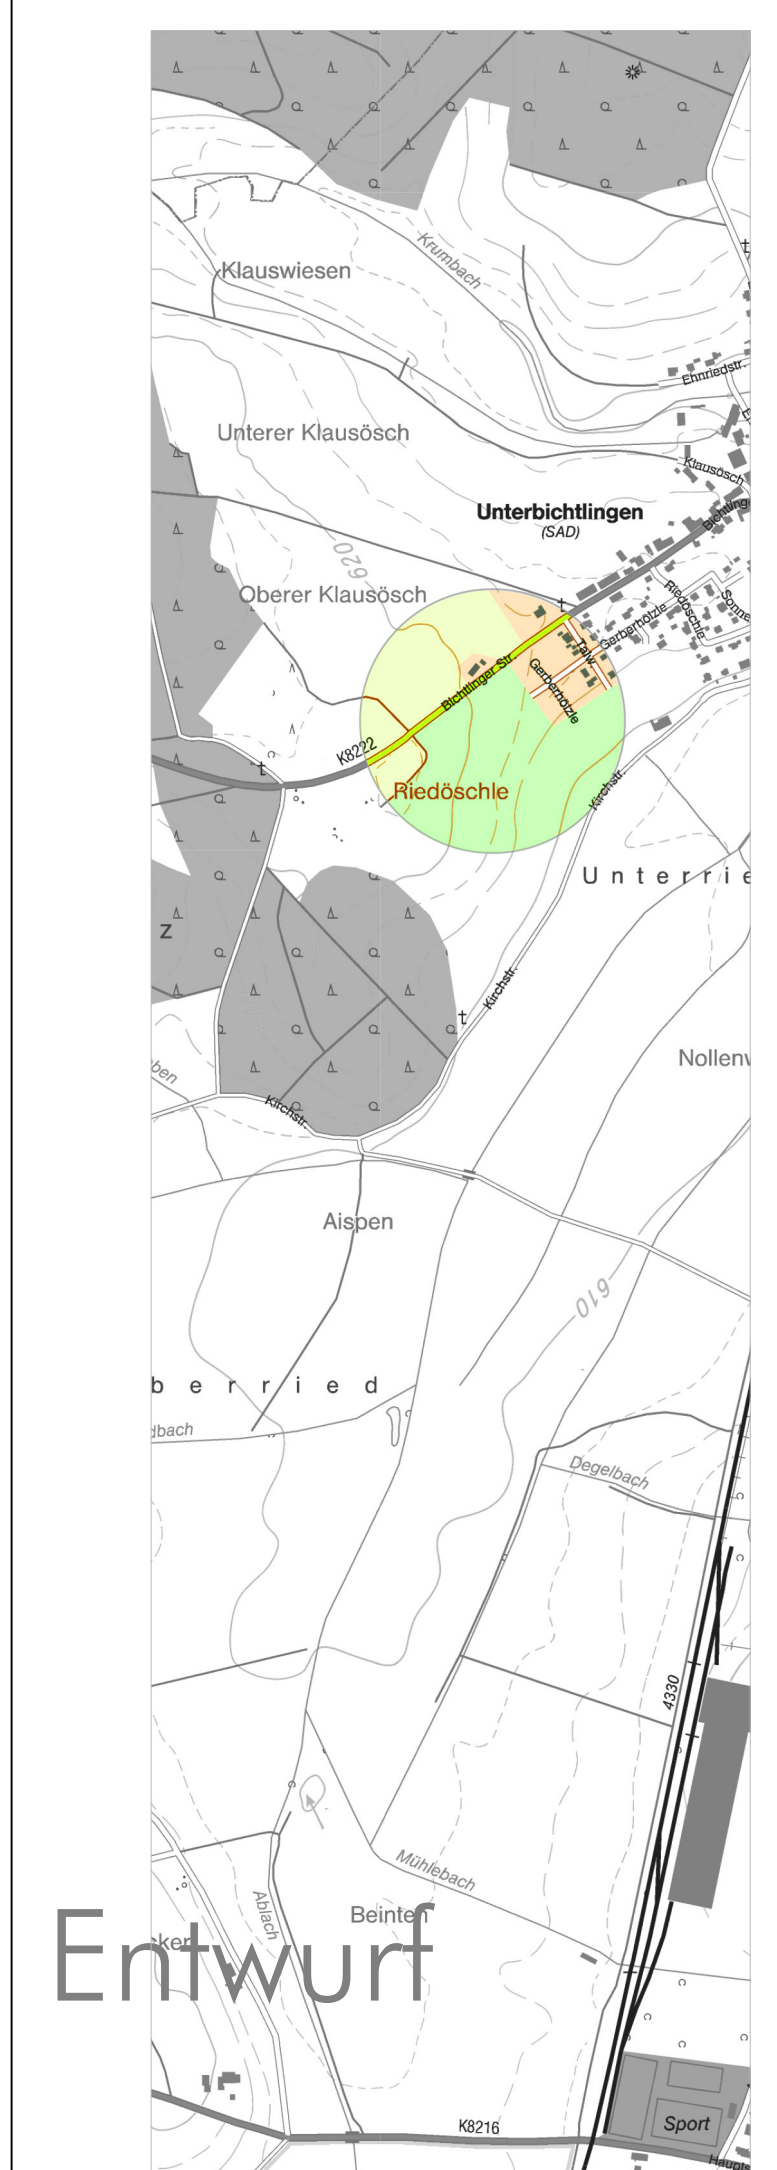 Krumbach
Klauswiesen
Ehnriedstr.
Unterer Klausösch
Klausösch
Unterbichtlingen
(SAD)
620
Oberer Klausösch
Riedöschle
Gerberhölzle
Talw.
Bichtlinger Str.
Gerberhölzle
K8222
Riedöschle
Kirchstr.
z
Kirchstr.
Kirchstr.
Aispen
610
b e r r i e d
Degelbach
4330
Mühlebach
Ablach
Beinten
Entwurf
K8216
Sport